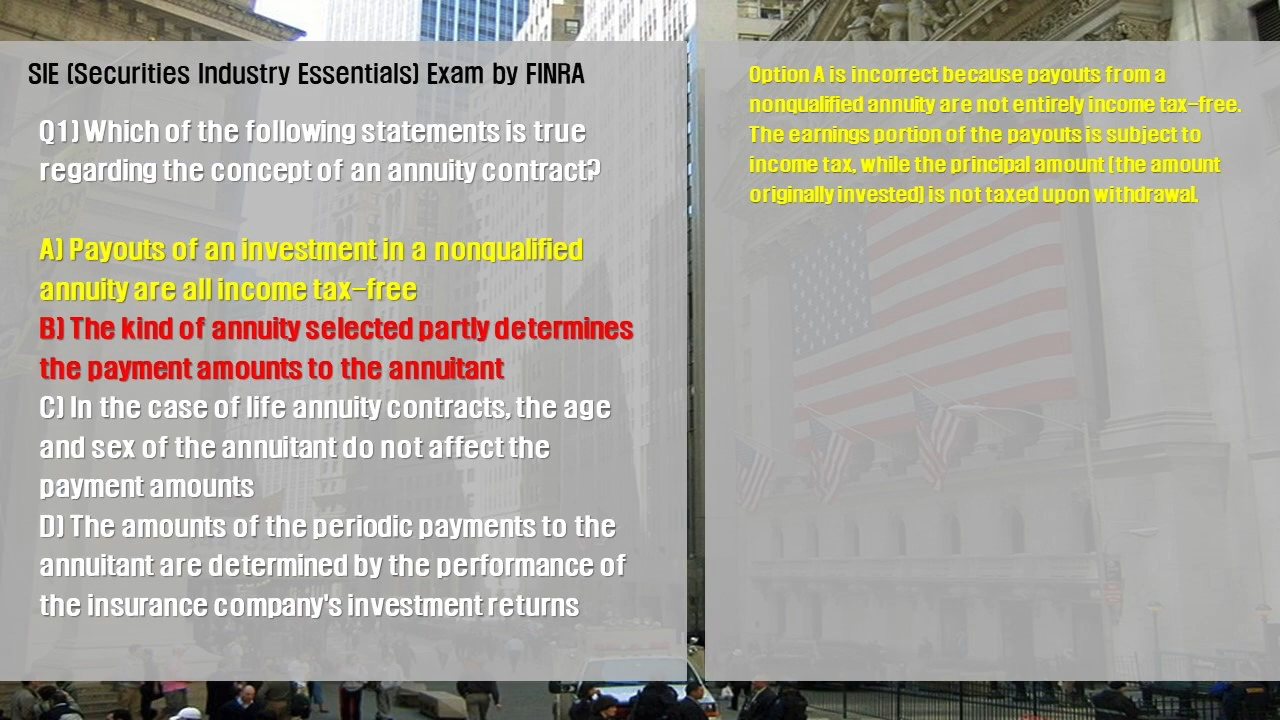 SIE (Securities Industry Essentials) Exam by FINRA
Q1) Which of the following statements is true
regarding the concept of an annuity contract?
A) Payouts of an investment in a nonqualified
annuity are all income tax-free
B) The kind of annuity selected partly determines
the payment amounts to the annuitant
C) In the case of life annuity contracts, the age
and sex of the annuitant do not affect the
payment amounts
D) The amounts of the periodic payments to the
annuitant are determined by the performance of
the insurance company's investment returns
Option A is incorrect because payouts from a
nonqualified annuity are not entirely income tax-free.
The earnings portion of the payouts is subject to
income tax, while the principal amount (the amount
originally invested) is not taxed upon withdrawal.